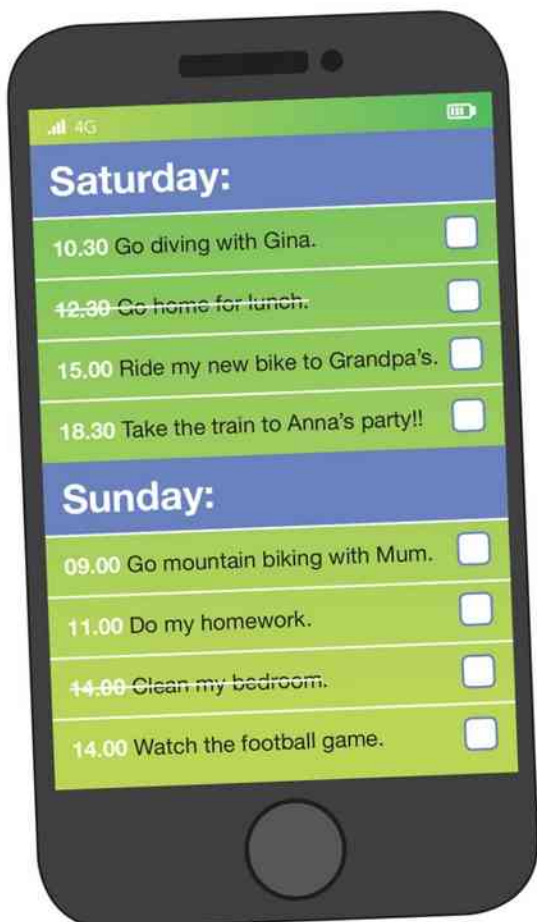 4G
Saturday:
10.30 Go diving with Gina.
12.30 Go home for lunch.
15.00 Ride my new bike to Grandpa's.
18.30 Take the train to Anna's party!!
Sunday:
09.00 Go mountain biking with Mum.
11.00 Do my homework.
14.00 Clean my bedroom.
14.00 Watch the football game.